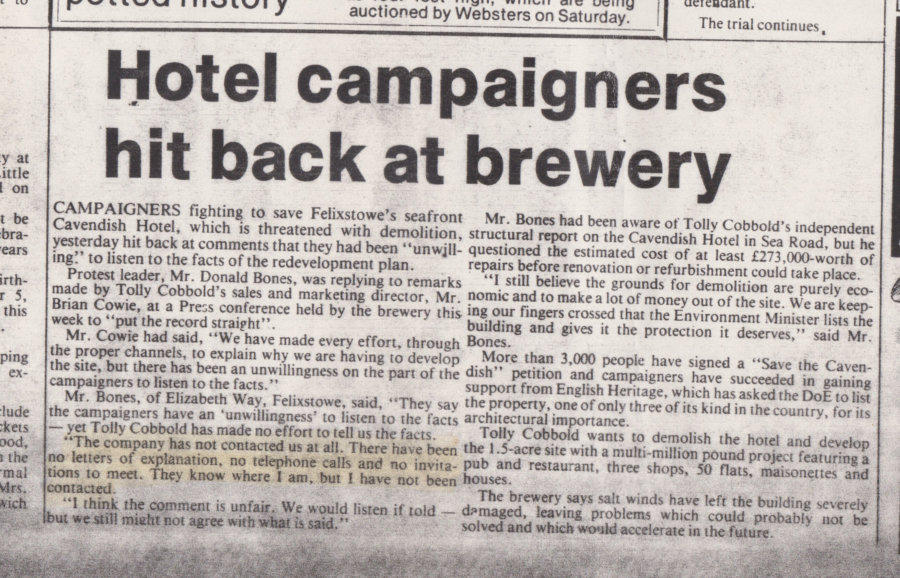 potted history
auctioned by Websters on Saturday.
defendant.
The trial continues.
Hotel campaigners
hit back at brewery
CAMPAIGNERS fighting to save Felixstowe's seafront
Cavendish Hotel, which is threatened with demolition,
yesterday hit back at comments that they had been "unwill-
ing" to listen to the facts of the redevelopment plan.
Protest leader, Mr. Donald Bones, was replying to remarks
made by Tolly Cobbold's sales and marketing director, Mr.
Brian Cowie, at a Press conference held by the brewery this
week to "put the record straight".
Mr. Cowie had said, "We have made every effort, through
the proper channels, to explain why we are having to develop
the site, but there has been an unwillingness on the part of the
campaigners to listen to the facts."
Mr. Bones, of Elizabeth Way, Felixstowe, said, "They say
the campaigners have an 'unwillingness' to listen to the facts
— yet Tolly Cobbold has made no effort to tell us the facts.
"The company has not contacted us at all. There have been
no letters of explanation, no telephone calls and no invita-
tions to meet. They know where I am, but I have not been
contacted.
"I think the comment is unfair. We would listen if told —
but we still might not agree with what is said."
Mr. Bones had been aware of Tolly Cobbold's independent
structural report on the Cavendish Hotel in Sea Road, but he
questioned the estimated cost of at least £273,000-worth of
repairs before renovation or refurbishment could take place.
"I still believe the grounds for demolition are purely eco-
nomic and to make a lot of money out of the site. We are keep-
ing our fingers crossed that the Environment Minister lists the
building and gives it the protection it deserves," said Mr.
Bones.
More than 3,000 people have signed a "Save the Caven-
dish" petition and campaigners have succeeded in gaining
support from English Heritage, which has asked the DoE to list
the property, one of only three of its kind in the country, for its
architectural importance.
Tolly Cobbold wants to demolish the hotel and develop
the 1.5-acre site with a multi-million pound project featuring a
pub and restaurant, three shops, 50 flats, maisonettes and
houses.
The brewery says salt winds have left the building severely
damaged, leaving problems which could probably not be
solved and which would accelerate in the future.